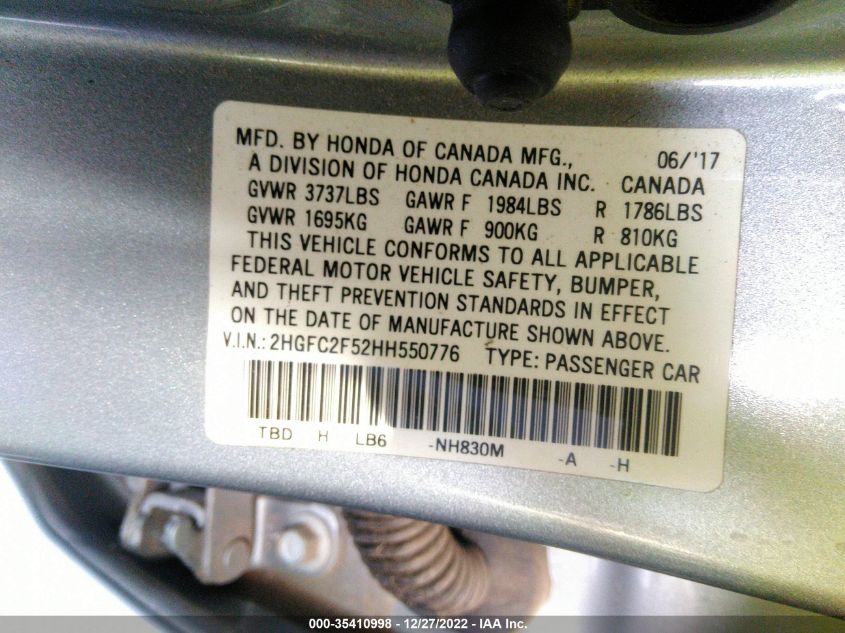 MFD. BY HONDA OF CANADA MFG., 06/'17
A DIVISION OF HONDA CANADA INC. CANADA
GVWR 3737LBS GAWR F 1984LBS R 1786LBS
GVWR 1695KG GAWR F 900KG R 810KG
THIS VEHICLE CONFORMS TO ALL APPLICABLE
FEDERAL MOTOR VEHICLE SAFETY, BUMPER,
AND THEFT PREVENTION STANDARDS IN EFFECT
ON THE DATE OF MANUFACTURE SHOWN ABOVE.
V.I.N.: 2HGFC2F52HH550776 TYPE: PASSENGER CAR
TBD H LB6 -NH830M -A -H
000-35410998 - 12/27/2022 - IAA Inc.